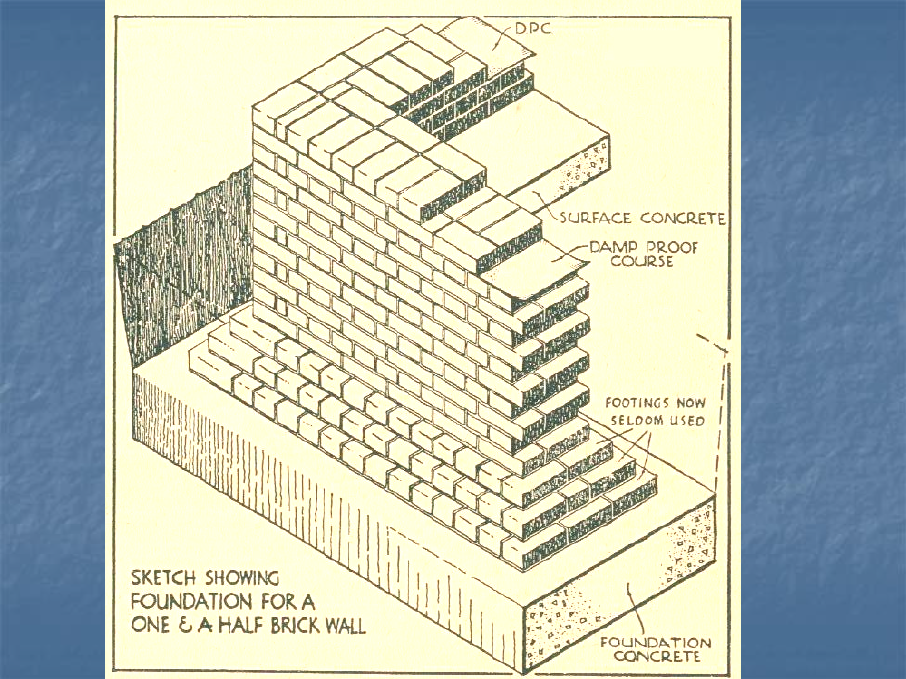 DPC
SURFACE CONCRETE
DAMP PROOF
COURSE
FOOTINGS NOW
SELDOM USED
SKETCH SHOWING
FOUNDATION FOR A
ONE & A HALF BRICK WALL
FOUNDATION
CONCRETE